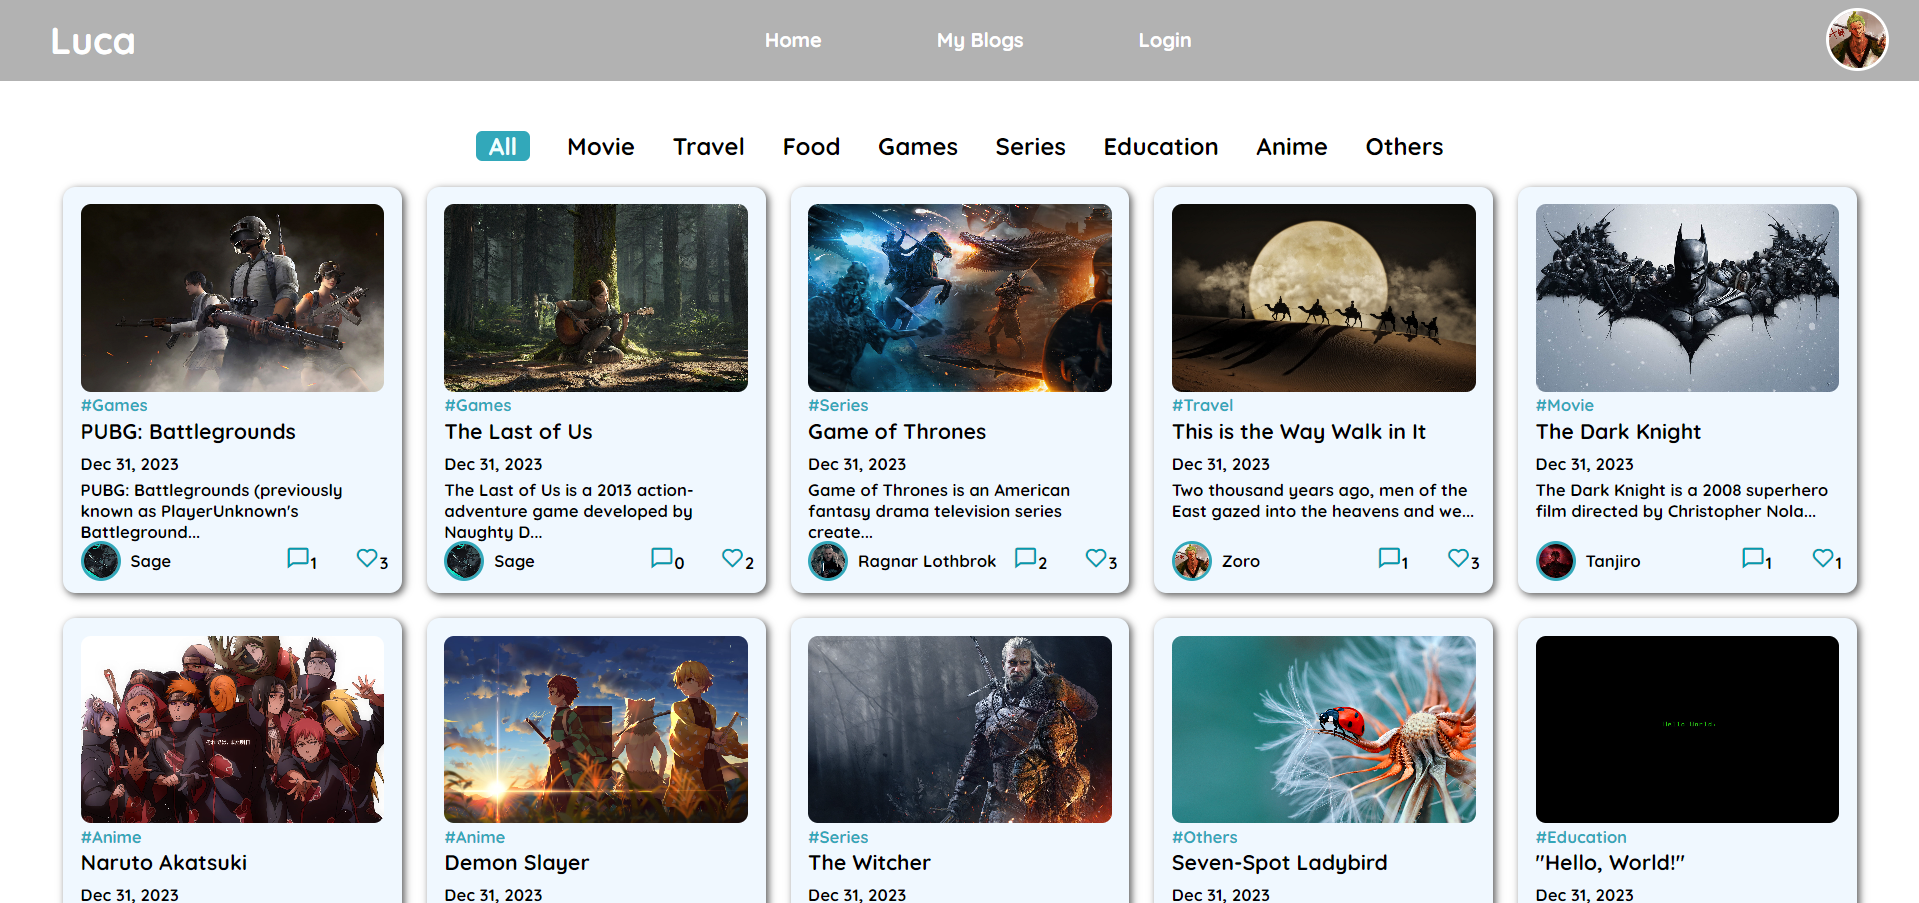 Luca
Home
My Blogs
Login
All
Movie
Travel
Food
Games
Series
Education
Anime
Others
#Games
PUBG: Battlegrounds
Dec 31, 2023
PUBG: Battlegrounds (previously
known as PlayerUnknown's
Battleground...
Sage
1
3
#Games
The Last of Us
Dec 31, 2023
The Last of Us is a 2013 action-
adventure game developed by
Naughty D...
Sage
0
2
#Series
Game of Thrones
Dec 31, 2023
Game of Thrones is an American
fantasy drama television series
create...
Ragnar Lothbrok
2
3
#Travel
This is the Way Walk in It
Dec 31, 2023
Two thousand years ago, men of the
East gazed into the heavens and we...
Zoro
1
3
#Movie
The Dark Knight
Dec 31, 2023
The Dark Knight is a 2008 superhero
film directed by Christopher Nola...
Tanjiro
1
1
#Anime
Naruto Akatsuki
Dec 31, 2023
#Anime
Demon Slayer
Dec 31, 2023
#Series
The Witcher
Dec 31, 2023
#Others
Seven-Spot Ladybird
Dec 31, 2023
Hello World!
#Education
"Hello, World!"
Dec 31, 2023